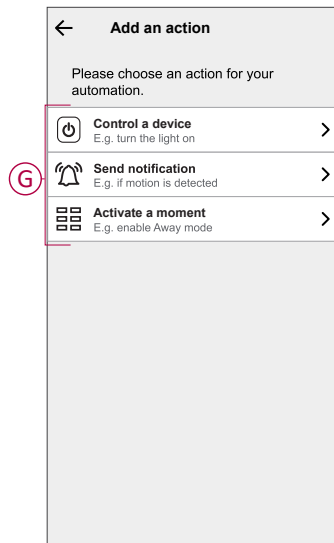 Add an action
Please choose an action for your
automation.
Control a device
E.g. turn the light on
Send notification
E.g. if motion is detected
Activate a moment
E.g. enable Away mode
G